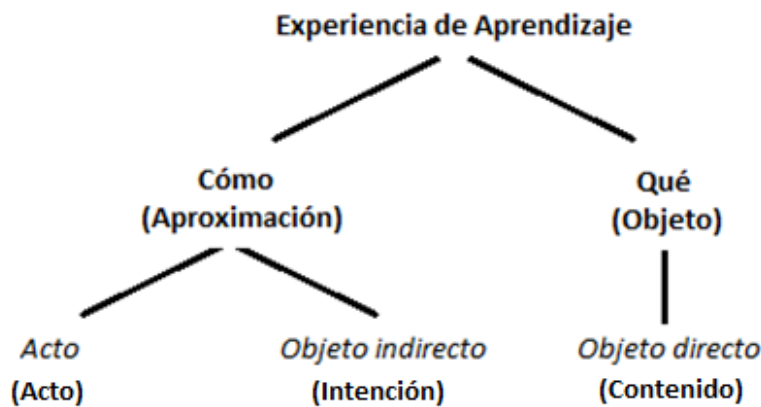 Experiencia de Aprendizaje
Cómo
(Aproximación)
Qué
(Objeto)
Acto
(Acto)
Objeto indirecto
(Intención)
Objeto directo
(Contenido)